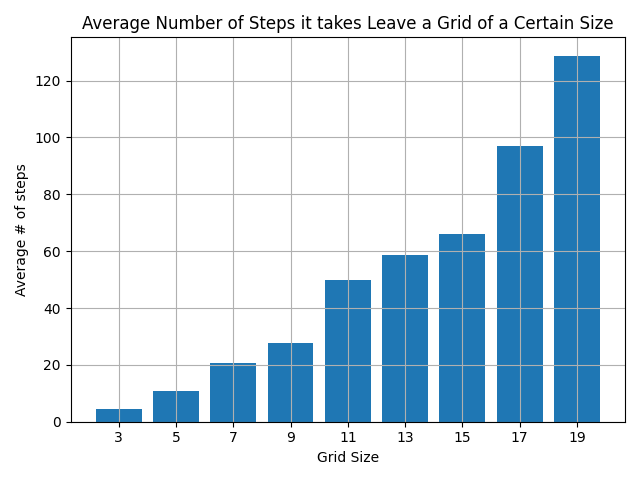 Average Number of Steps it takes Leave a Grid of a Certain Size
Average # of steps
120
100
80
60
40
20
0
3 5 7 9 11 13 15 17 19
Grid Size